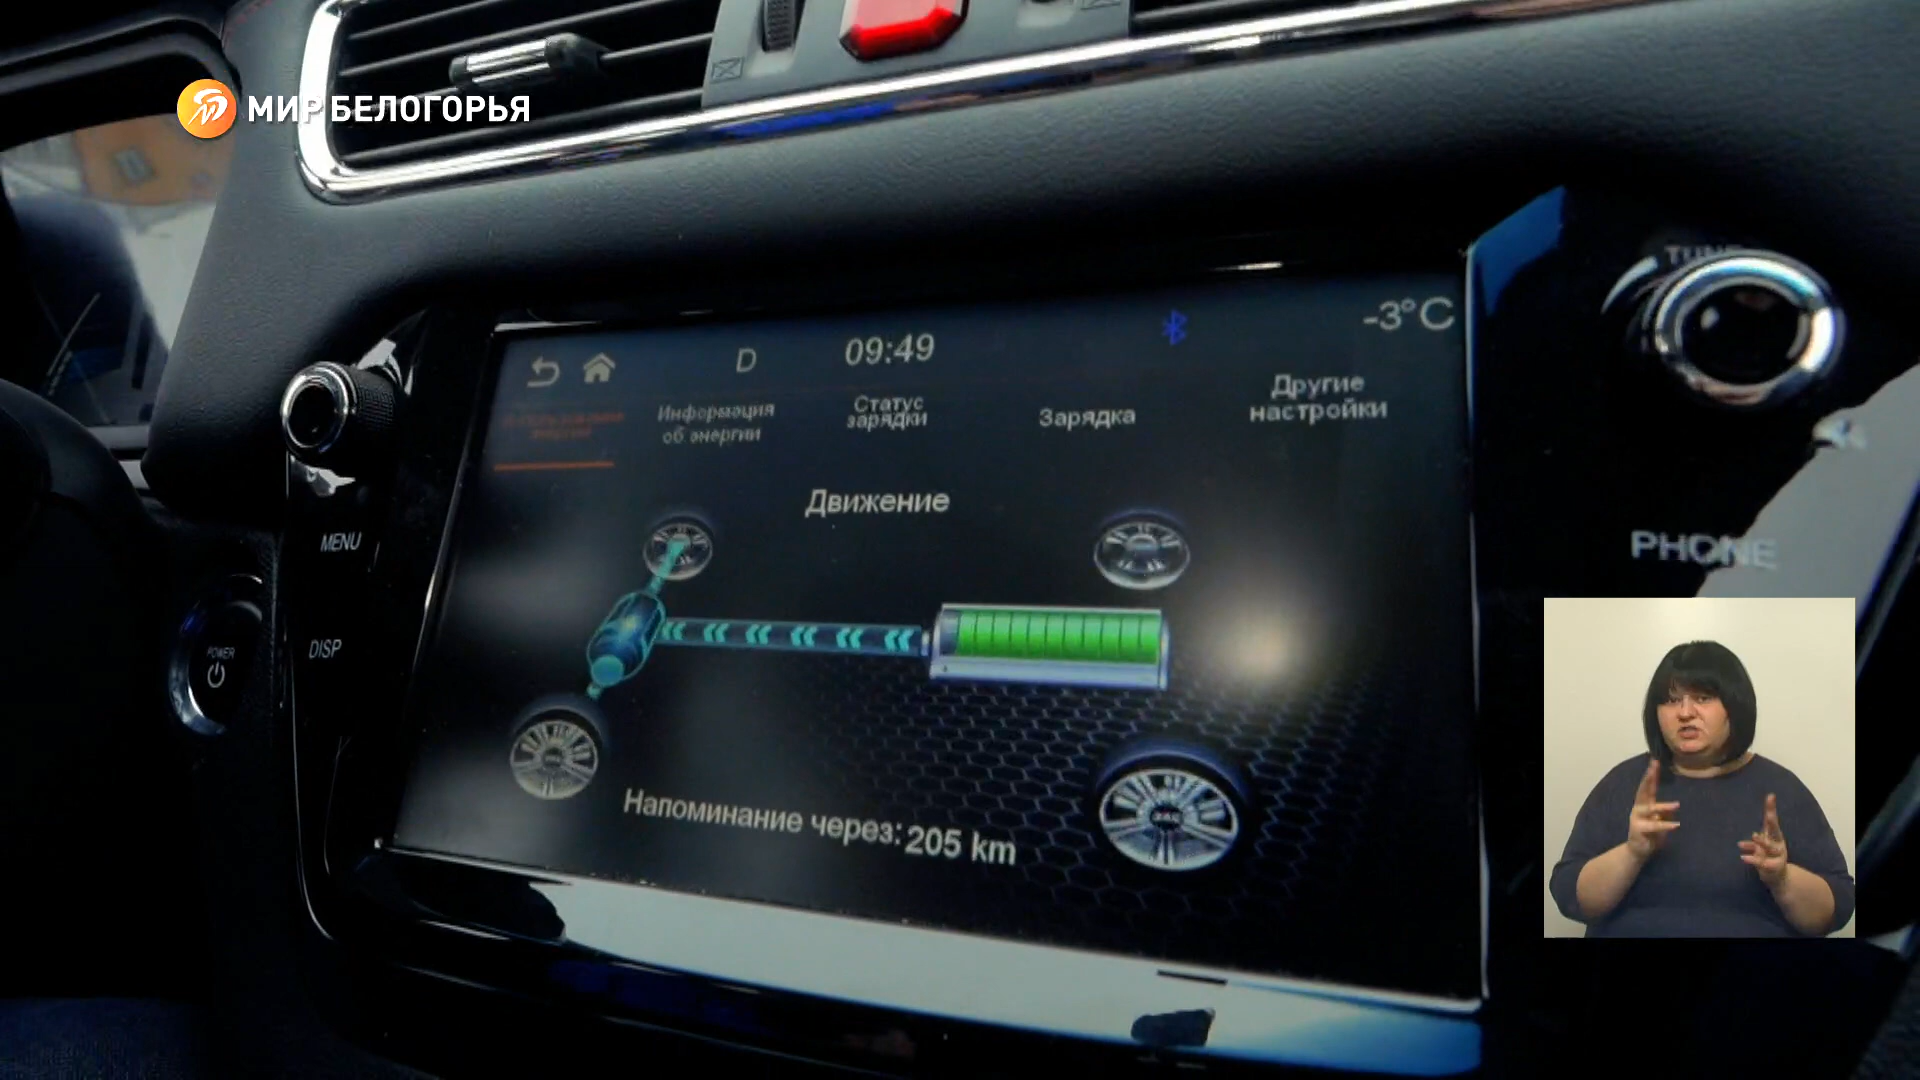 МИР БЕЛОГОРЬЯ
TUNE
-3°C
D 09:49
Информация
об энергии
Статус
зарядки
Зарядка
Другие
настройки
Движение
MENU
PHONE
DISP
POWER
Напоминание через: 205 km